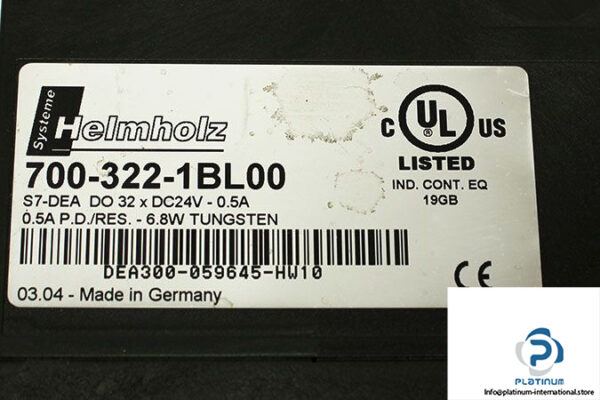 Systeme
Helmholz
700-322-1BL00
S7-DEA DO 32 x DC24V - 0.5A
0.5A P.D./RES. - 6.8W TUNGSTEN
DEA300-059645-HW10
03.04 - Made in Germany
C UL US
®
LISTED
IND. CONT. EQ
19GB
CE
PLATINUM
Info@platinum-international.store